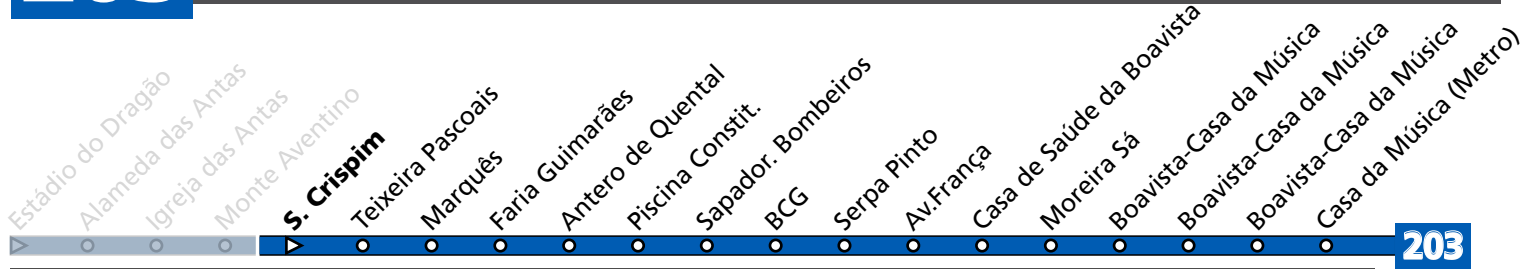 Estádio do Dragão
Alameda das Antas
Igreja das Antas
Monte Aventino
S. Crispim
Teixeira Pascoais
Marquês
Faria Guimarães
Antero de Quental
Piscina Constit.
Sapador. Bombeiros
BCG
Serpa Pinto
Av.França
Casa de Saúde da Boavista
Moreira Sá
Boavista-Casa da Música
Boavista-Casa da Música
Boavista-Casa da Música
Casa da Música (Metro)
203